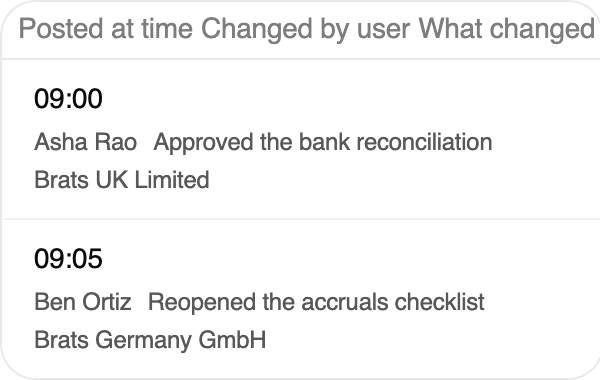 Posted at time Changed by user What changed
09:00
Asha Rao Approved the bank reconciliation
Brats UK Limited
09:05
Ben Ortiz Reopened the accruals checklist
Brats Germany GmbH